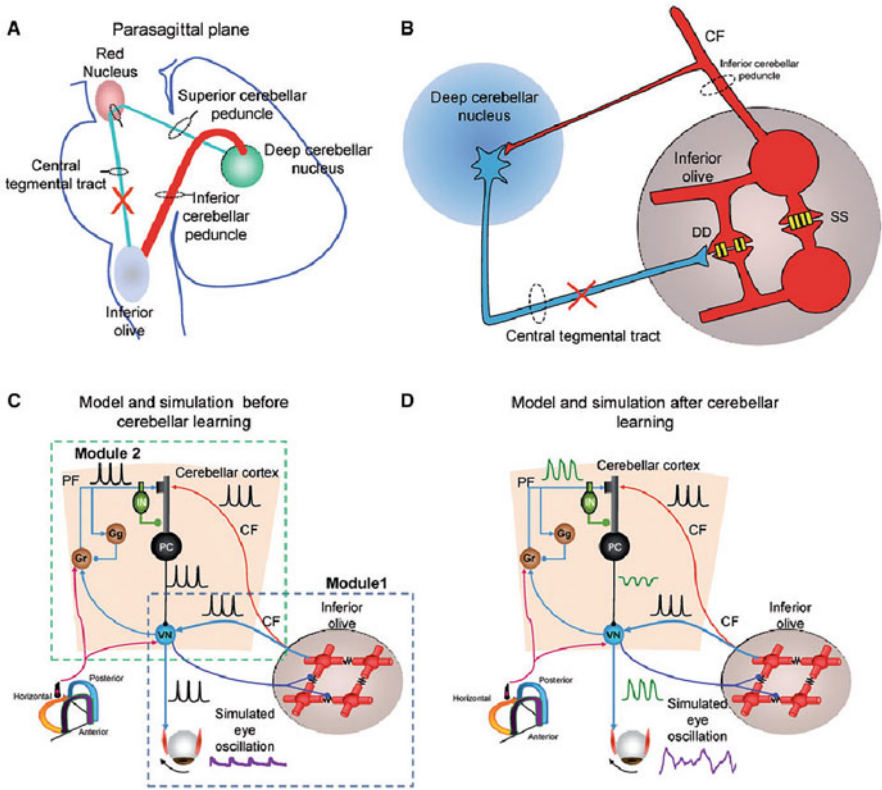 A
Parasagittal plane
Red
Nucleus
Superior cerebellar
peduncle
Deep cerebellar
nucleus
Central
tegmental tract
Inferior
cerebellar
peduncle
Inferior
olive
B
CF
Inferior cerebellar
peduncle
Deep cerebellar
nucleus
Inferior
olive
DD
SS
Central tegmental tract
C
Model and simulation before
cerebellar learning
Module 2
PF
Cerebellar cortex
IN
CF
Gg
Gr
PC
Module1
Inferior
olive
CF
VN
Horizontal
Posterior
Anterior
Simulated
eye
oscillation
D
Model and simulation after cerebellar
learning
PF
Cerebellar cortex
IN
CF
Gg
Gr
PC
Inferior
olive
CF
VN
Horizontal
Posterior
Anterior
Simulated
eye
oscillation